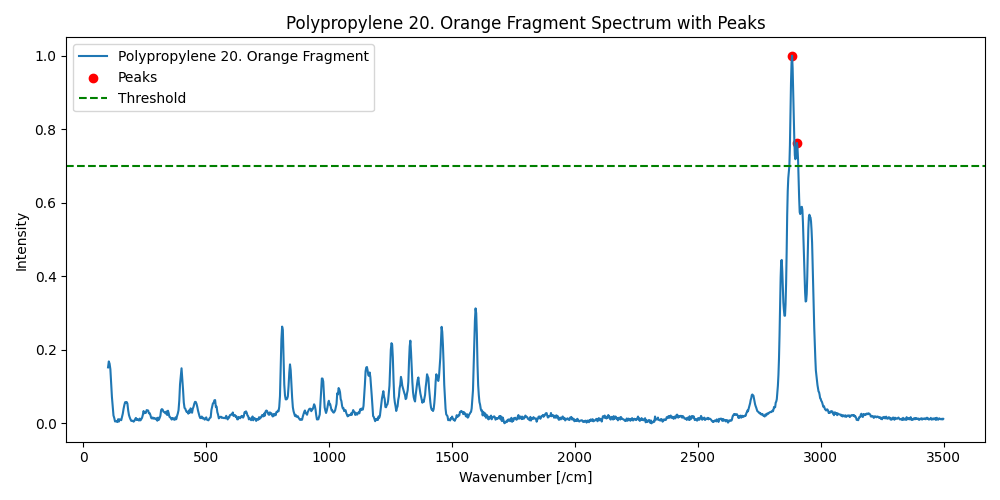 Polypropylene 20. Orange Fragment Spectrum with Peaks
Polypropylene 20. Orange Fragment
Peaks
Threshold
Intensity
1.0
0.8
0.6
0.4
0.2
0.0
0 500 1000 1500 2000 2500 3000 3500
Wavenumber [/cm]